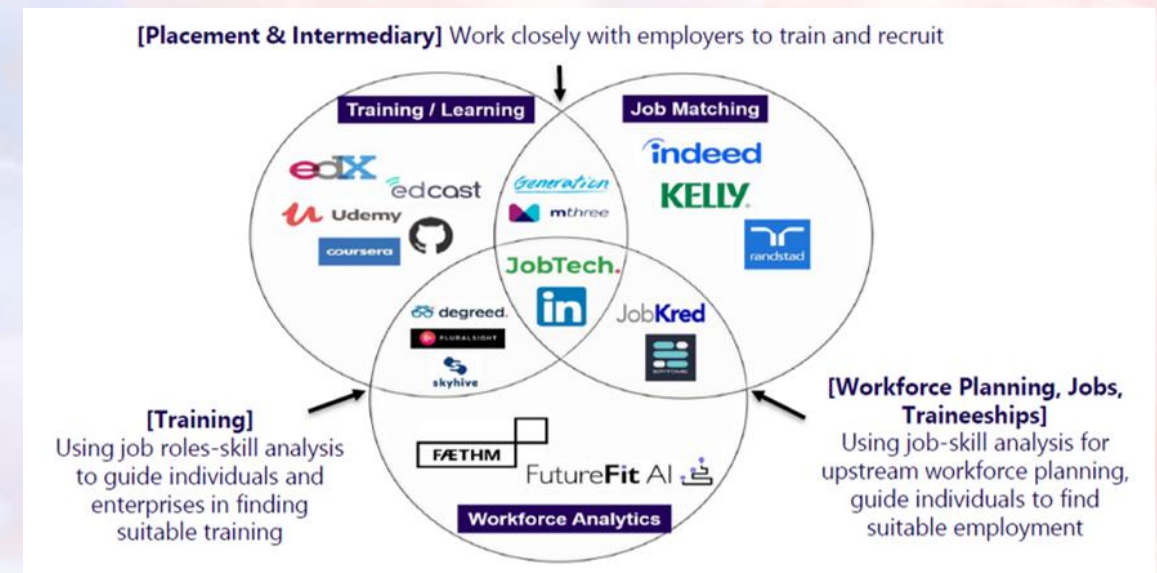 [Placement & Intermediary] Work closely with employers to train and recruit
Training / Learning
Job Matching
edX
edcast
Udemy
coursera
Generation
mthree
indeed
KELLY
randstad
JobTech.
in
degreed.
PLURALSIGHT
skyhive
JobKred
[Training]
Using job roles-skill analysis
to guide individuals and
enterprises in finding
suitable training
[Workforce Planning, Jobs,
Traineeships]
Using job-skill analysis for
upstream workforce planning,
guide individuals to find
suitable employment
FÆTHM
FutureFit AI
Workforce Analytics